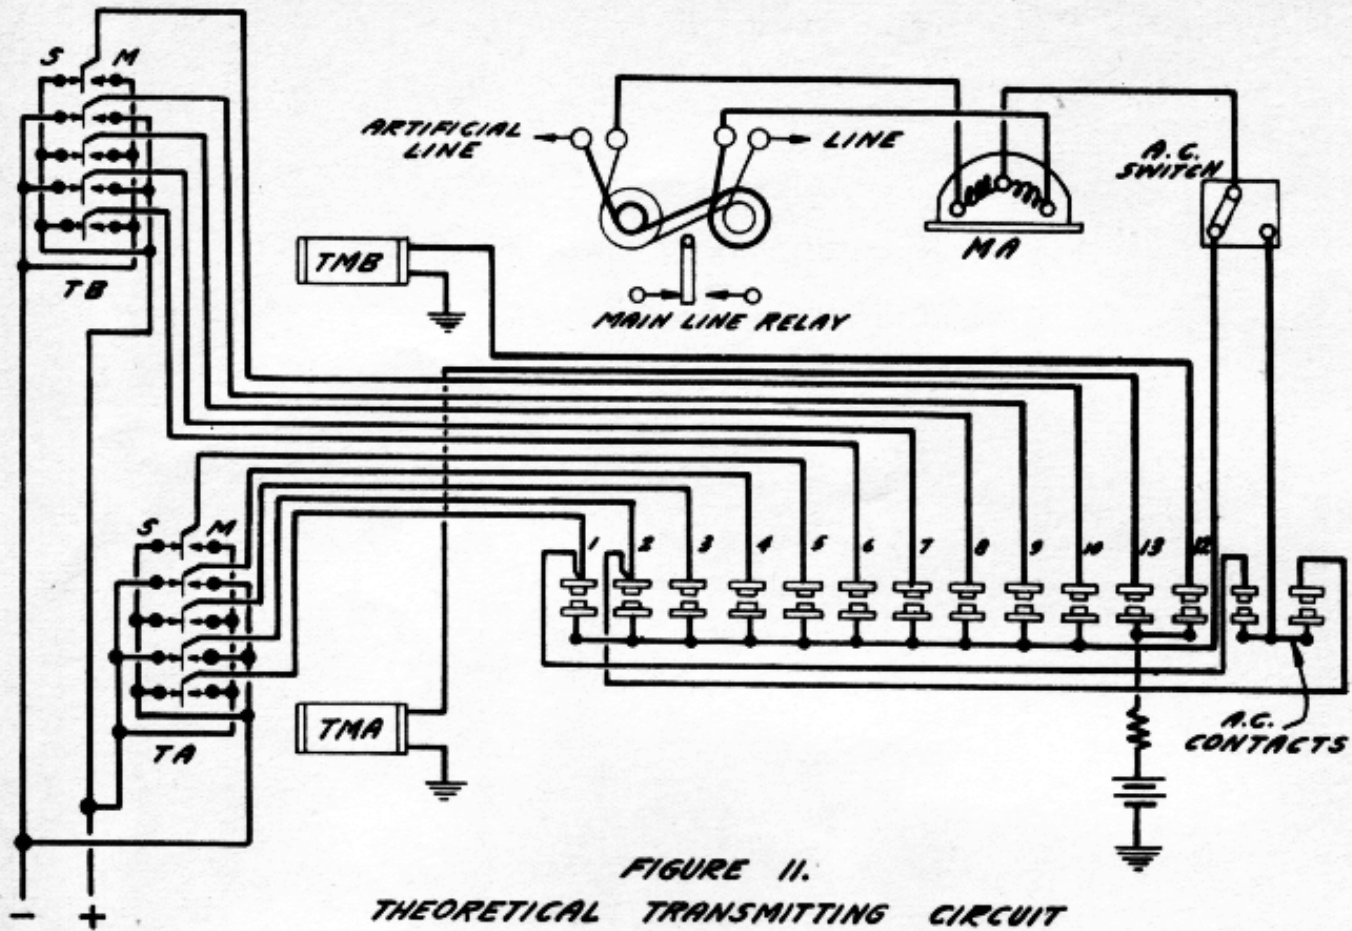 S M
ARTIFICIAL
LINE
LINE
A.C.
SWITCH
MA
TMB
TB
MAIN LINE RELAY
S M
1 2 3 4 5 6 7 8 9 10 13 12
TA
TMA
A.C.
CONTACTS
FIGURE 11.
- +
THEORETICAL TRANSMITTING CIRCUIT